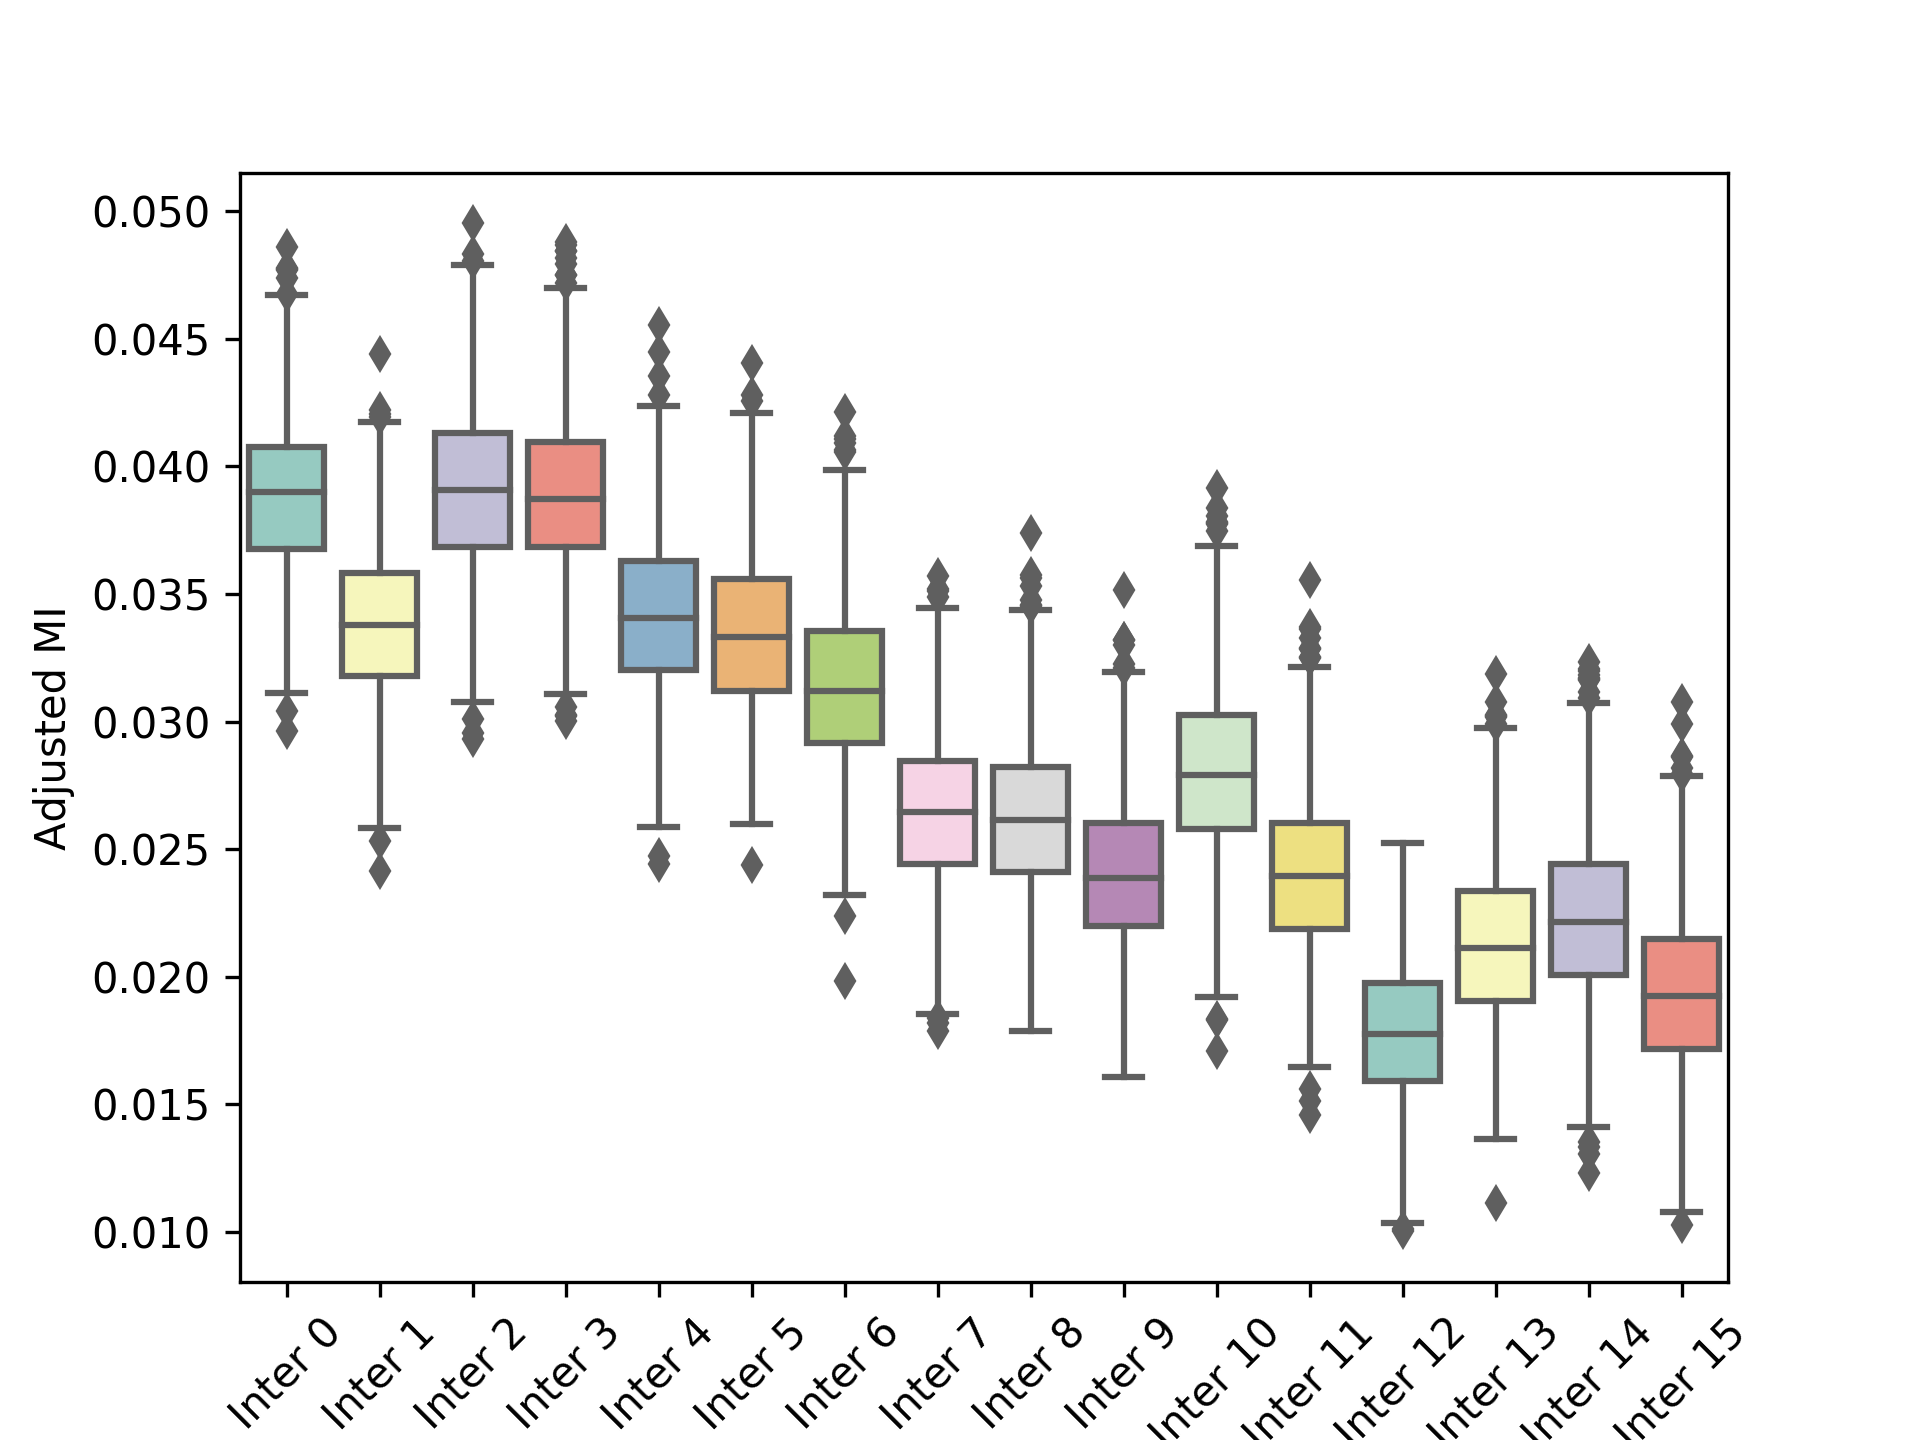 0.050
0.045
0.040
0.035
0.030
0.025
0.020
0.015
0.010
Adjusted MI
Inter 0
Inter 1
Inter 2
Inter 3
Inter 4
Inter 5
Inter 6
Inter 7
Inter 8
Inter 9
Inter 10
Inter 11
Inter 12
Inter 13
Inter 14
Inter 15